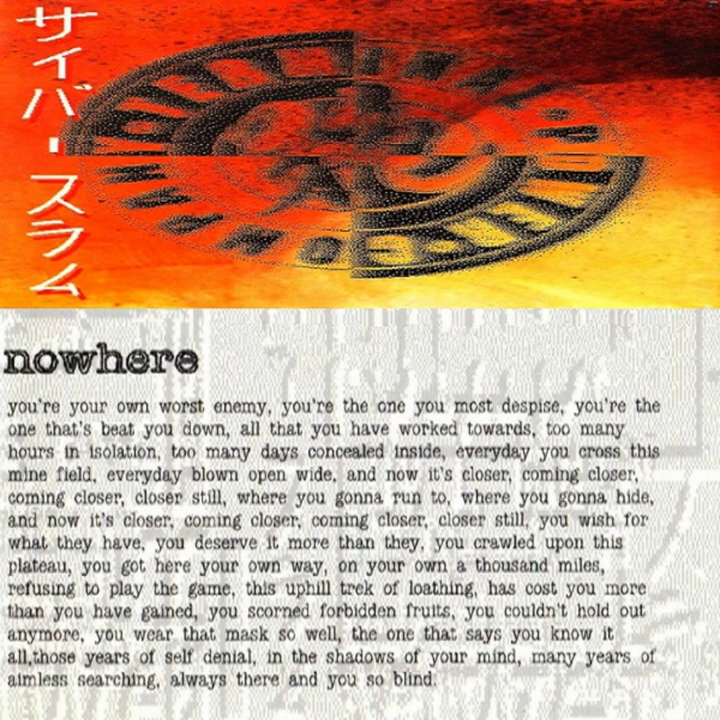 サイバー・スラム
nowhere
you're your own worst enemy, you're the one you most despise, you're the
one that's beat you down, all that you have worked towards, too many
hours in isolation, too many days concealed inside, everyday you cross this
mine field, everyday blown open wide, and now it's closer, coming closer,
coming closer, closer still, where you gonna run to, where you gonna hide,
and now it's closer, coming closer, coming closer, closer still, you wish for
what they have, you deserve it more than they, you crawled upon this
plateau, you got here your own way, on your own a thousand miles,
refusing to play the game, this uphill trek of loathing, has cost you more
than you have gained, you scorned forbidden fruits, you couldn't hold out
anymore, you wear that mask so well, the one that says you know it
all,those years of self denial, in the shadows of your mind, many years of
aimless searching, always there and you so blind.